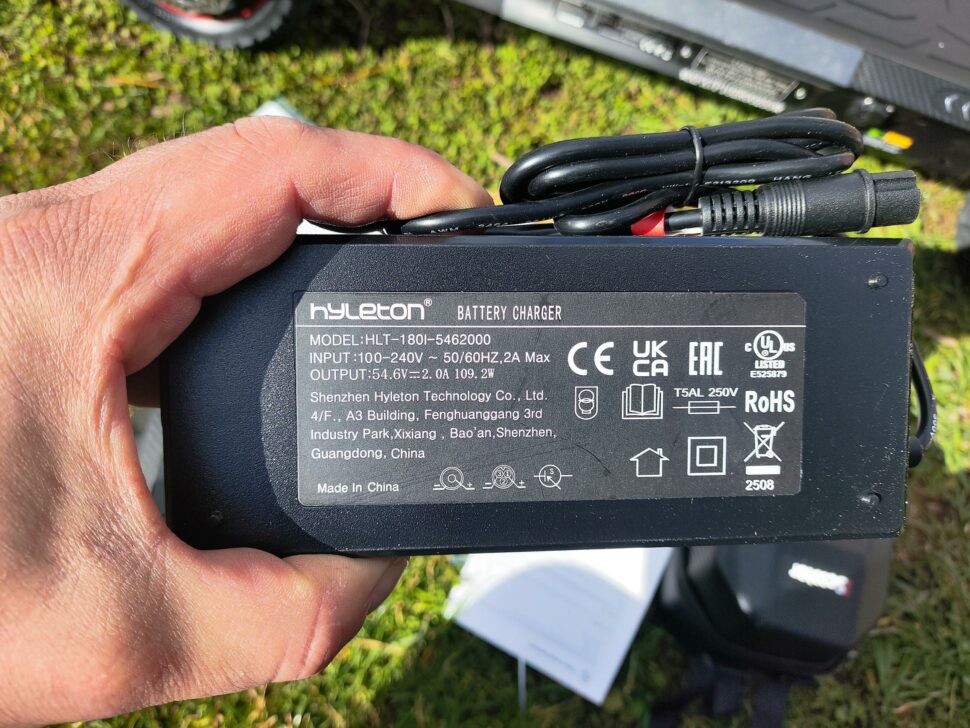 hyleton® BATTERY CHARGER
MODEL:HLT-180I-5462000
INPUT:100-240V ~ 50/60HZ,2A Max
OUTPUT:54.6V⎓2.0A 109.2W
Shenzhen Hyleton Technology Co., Ltd.
4/F., A3 Building, Fenghuanggang 3rd
Industry Park,Xixiang , Bao'an,Shenzhen,
Guangdong, China
Made In China
CE
UK
CA
EAC
C UL US
LISTED
E525879
T5AL 250V
RoHS
2508